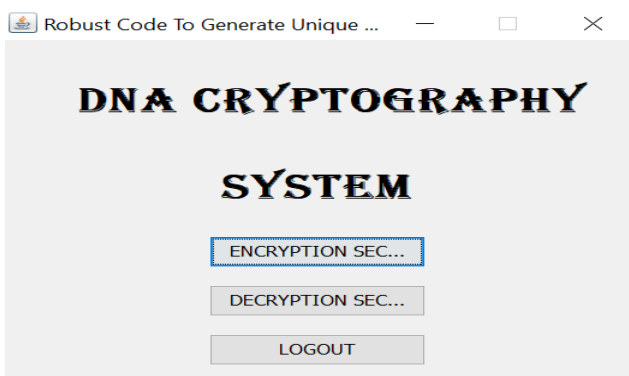 Robust Code To Generate Unique ...
DNA CRYPTOGRAPHY
SYSTEM
ENCRYPTION SEC...
DECRYPTION SEC...
LOGOUT